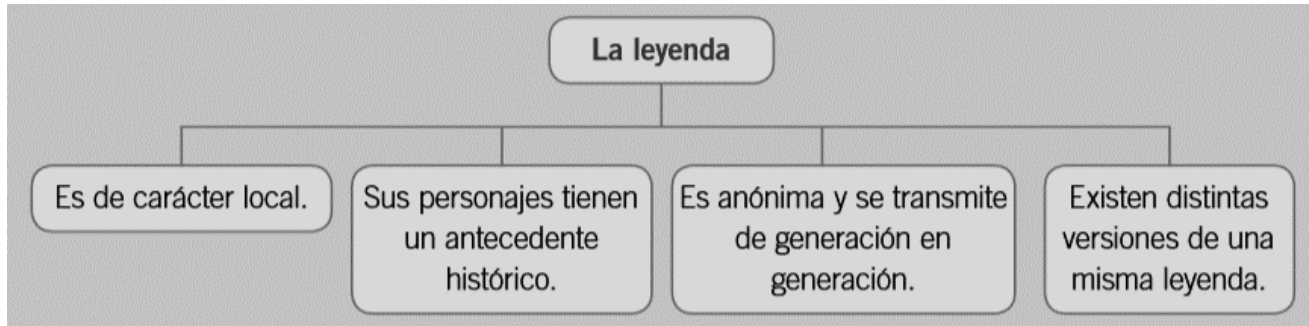 La leyenda
Es de carácter local.
Sus personajes tienen
un antecedente
histórico.
Es anónima y se transmite
de generación en
generación.
Existen distintas
versiones de una
misma leyenda.